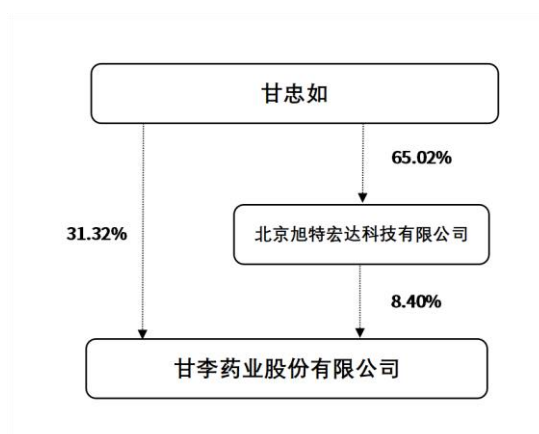 甘忠如
65.02%
31.32%
北京旭特宏达科技有限公司
8.40%
甘李药业股份有限公司